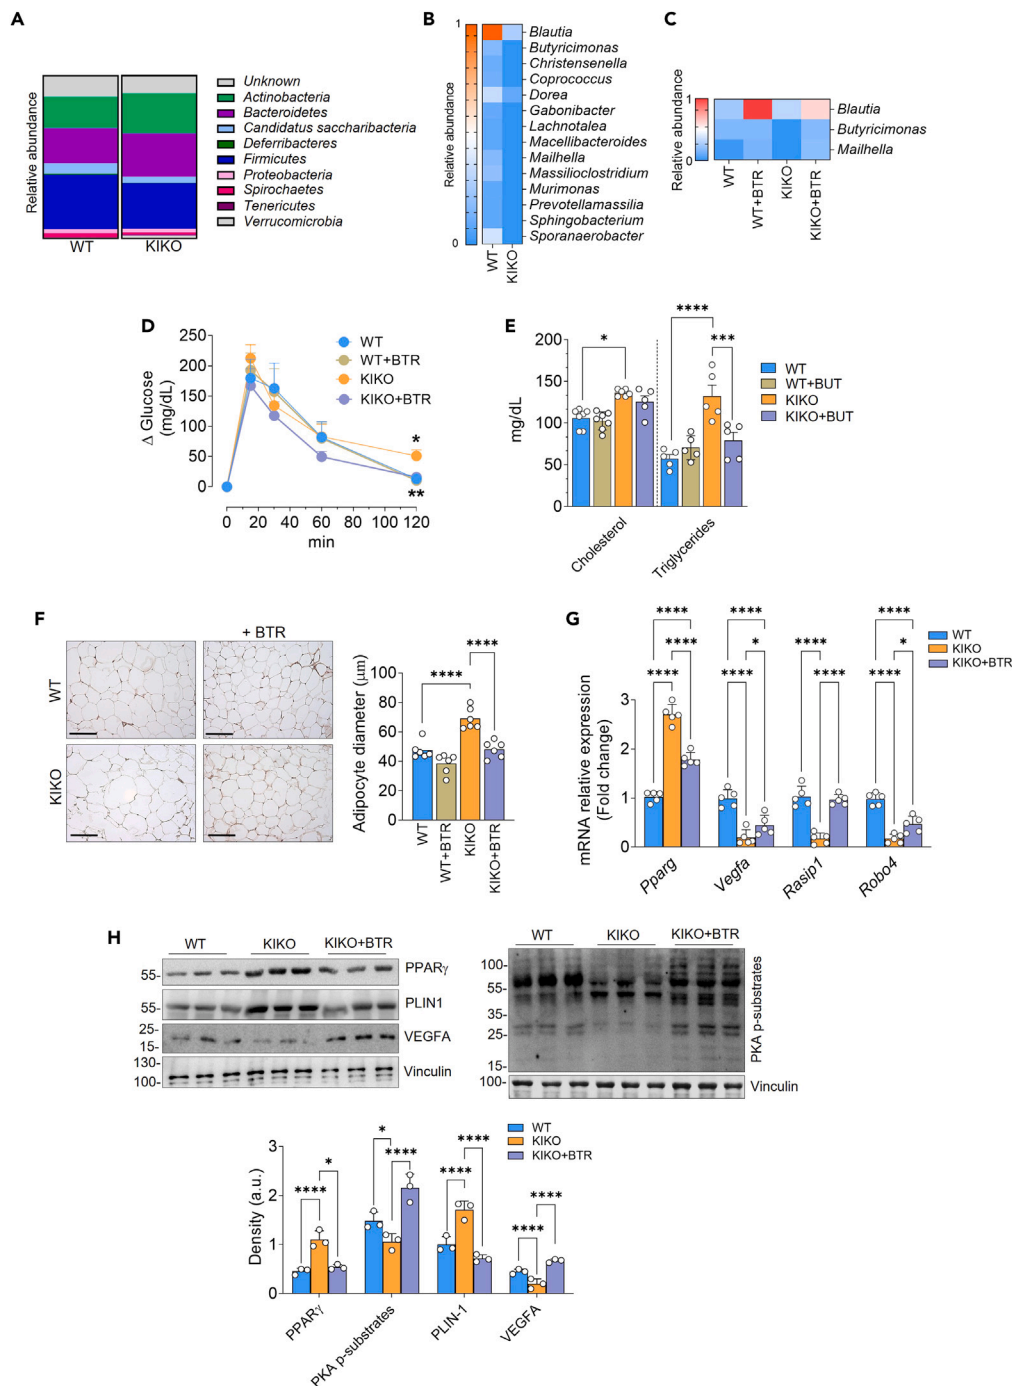 A
Relative abundance
WT
KIKO
Unknown
Actinobacteria
Bacteroidetes
Candidatus saccharibacteria
Deferribacteres
Firmicutes
Proteobacteria
Spirochaetes
Tenericutes
Verrucomicrobia
B
Relative abundance
1
0
Blautia
Butyricimonas
Christensenella
Coprococcus
Dorea
Gabonibacter
Lachnotalea
Macellibacteroides
Mailhella
Massilioclostridium
Murimonas
Prevotellamassilia
Sphingobacterium
Sporanaerobacter
WT
KIKO
C
Relative abundance
1
0
Blautia
Butyricimonas
Mailhella
WT
WT+BTR
KIKO
KIKO+BTR
D
Δ Glucose
(mg/dL)
250
200
150
100
50
0
0 20 40 60 80 100 120
min
WT
WT+BTR
KIKO
KIKO+BTR
*
**
E
mg/dL
200
150
100
50
0
*
****
***
Cholesterol
Triglycerides
WT
WT+BUT
KIKO
KIKO+BUT
F
+ BTR
WT
KIKO
Adipocyte diameter (μm)
100
80
60
40
20
0
****
****
WT
WT+BTR
KIKO
KIKO+BTR
G
mRNA relative expression
(Fold change)
3
2
1
0
**** **** **** ****
**** * *
**** **** **** ****
Pparg
Vegfa
Rasip1
Robo4
WT
KIKO
KIKO+BTR
H
WT KIKO KIKO+BTR
55- PPARγ
55- PLIN1
25-
15-
VEGFA
130-
100-
Vinculin
WT KIKO KIKO+BTR
100-
55-
35-
25-
15-
PKA p-substrates
100- Vinculin
Density (a.u.)
3
2
1
0
* ****
* ****
**** **** **** ****
PPARγ
PKA p-substrates
PLIN-1
VEGFA
WT
KIKO
KIKO+BTR